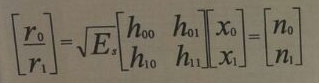 [r₀ / r₁] = √Eₛ [h₀₀ h₀₁ / h₁₀ h₁₁] [x₀ / x₁] = [n₀ / n₁]